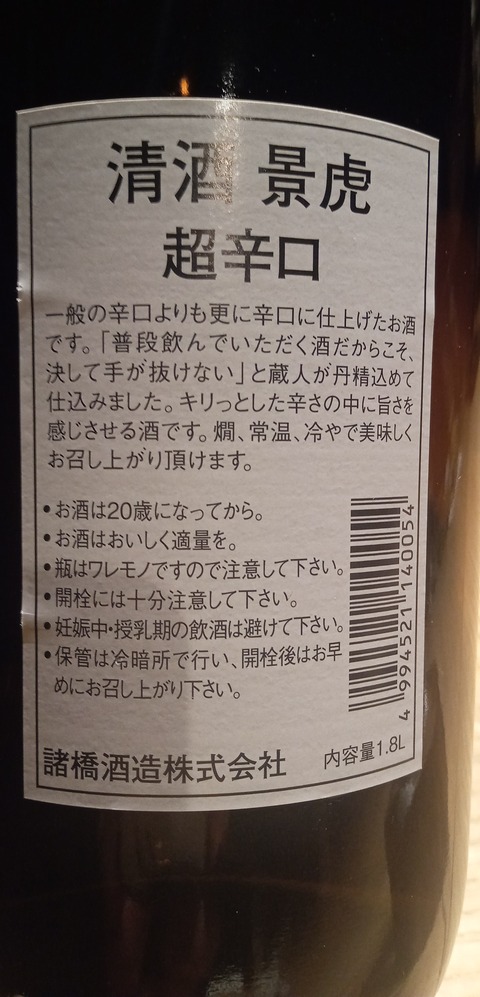 清酒 景虎
超辛口
一般の辛口よりも更に辛口に仕上げたお酒
です。「普段飲んでいただく酒だからこそ、
決して手が抜けない」と蔵人が丹精込めて
仕込みました。キリっとした辛さの中に旨さを
感じさせる酒です。燗、常温、冷やで美味しく
お召し上がり頂けます。
•お酒は20歳になってから。
•お酒はおいしく適量を。
•瓶はワレモノですので注意して下さい。
•開栓には十分注意して下さい。
•妊娠中・授乳期の飲酒は避けて下さい。
•保管は冷暗所で行い、開栓後はお早
めにお召し上がり下さい。
4 994521 140054
諸橋酒造株式会社
内容量1.8L